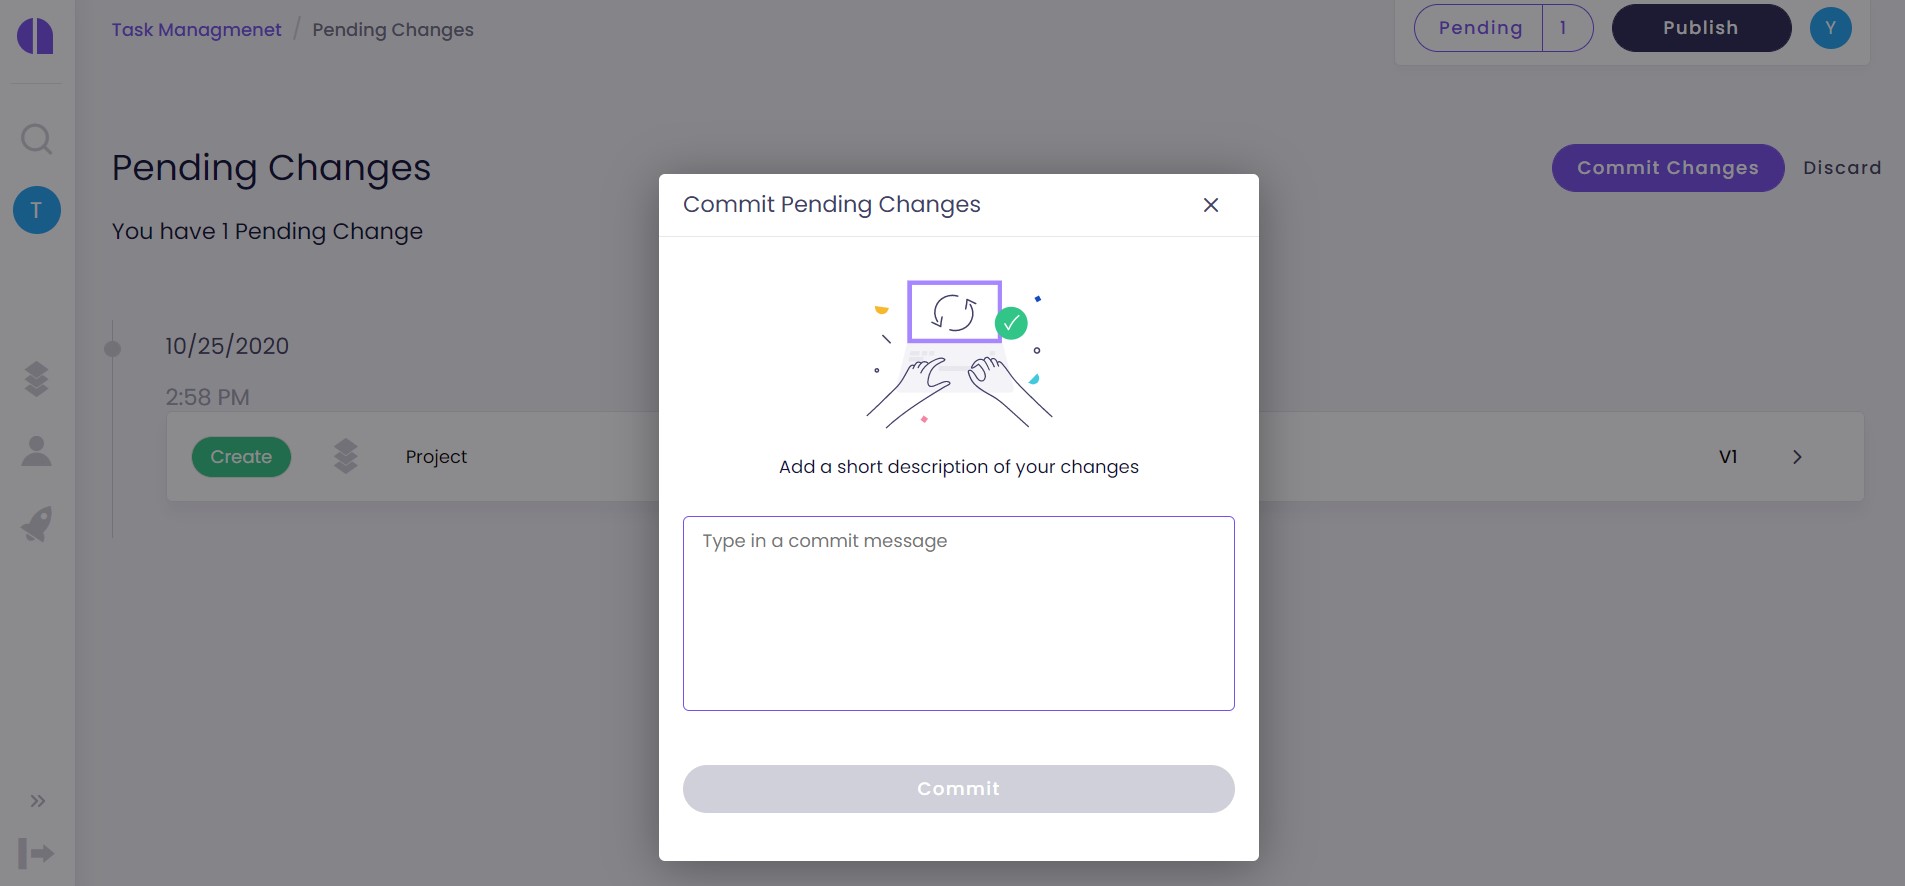 Task Managmenet / Pending Changes
Pending 1
Publish
Y
T
Pending Changes
Commit Changes
Discard
You have 1 Pending Change
10/25/2020
2:58 PM
Create
Project
V1
Commit Pending Changes
Add a short description of your changes
Type in a commit message
Commit